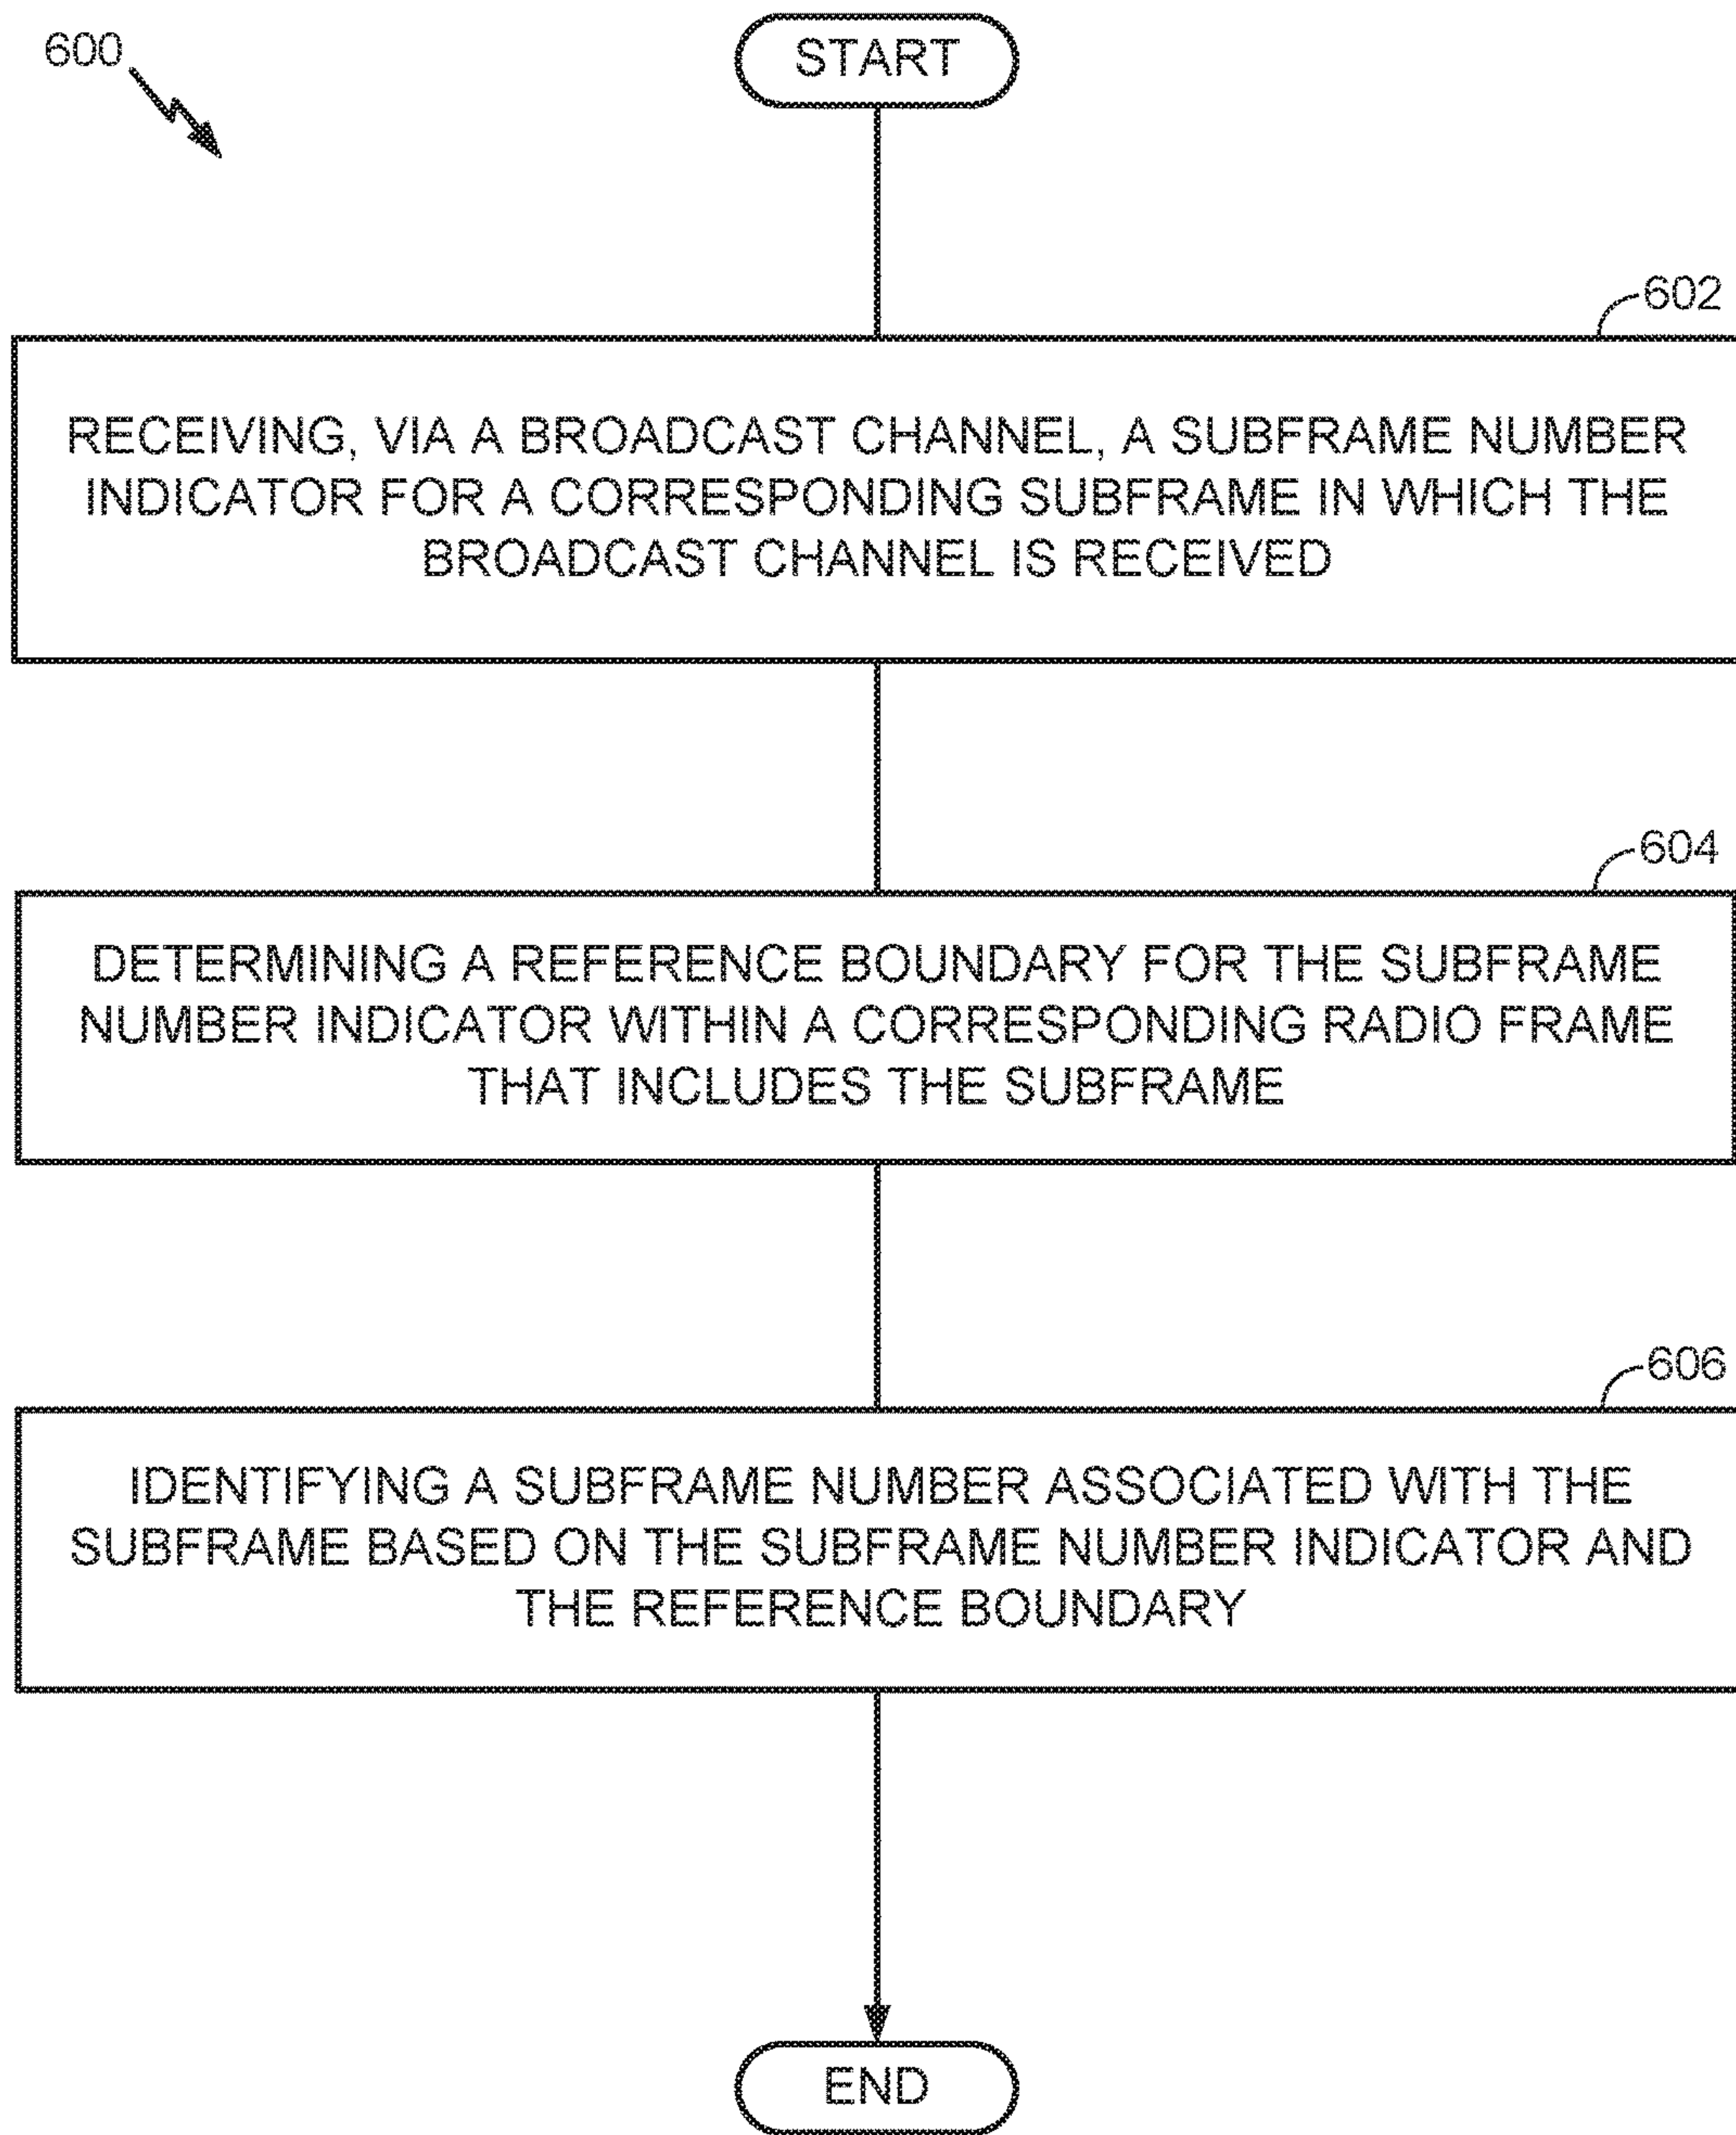 600
START
602
RECEIVING, VIA A BROADCAST CHANNEL, A SUBFRAME NUMBER
INDICATOR FOR A CORRESPONDING SUBFRAME IN WHICH THE
BROADCAST CHANNEL IS RECEIVED
604
DETERMINING A REFERENCE BOUNDARY FOR THE SUBFRAME
NUMBER INDICATOR WITHIN A CORRESPONDING RADIO FRAME
THAT INCLUDES THE SUBFRAME
606
IDENTIFYING A SUBFRAME NUMBER ASSOCIATED WITH THE
SUBFRAME BASED ON THE SUBFRAME NUMBER INDICATOR AND
THE REFERENCE BOUNDARY
END